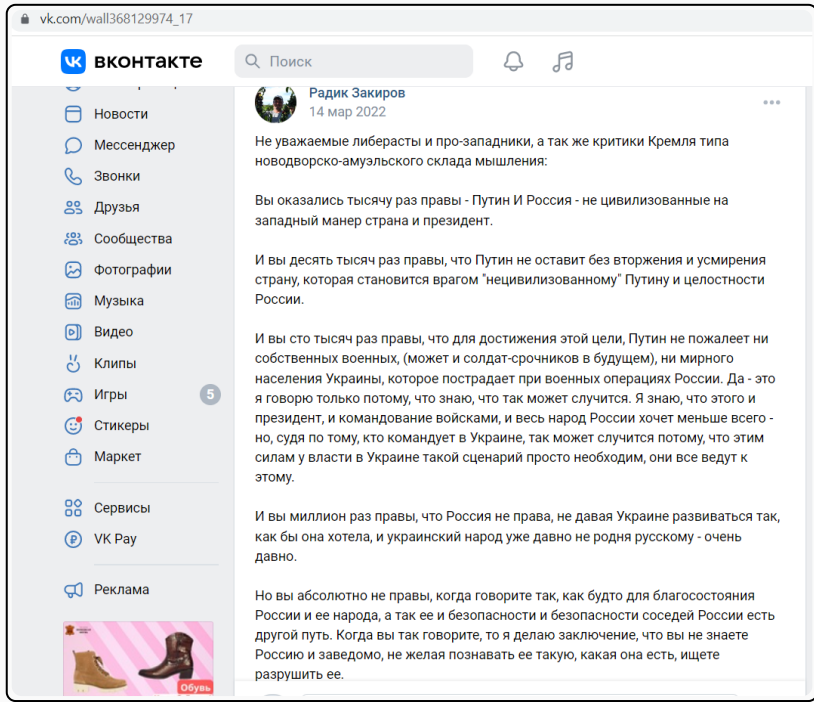 vk.com/wall368129974_17
вконтакте
Поиск
Новости
Мессенджер
Звонки
Друзья
Сообщества
Фотографии
Музыка
Видео
Клипы
Игры
5
Стикеры
Маркет
Сервисы
VK Pay
Реклама
Обувь
Радик Закиров
14 мар 2022
Не уважаемые либерасты и про-западники, а так же критики Кремля типа
новодворско-амуэльского склада мышления:
Вы оказались тысячу раз правы - Путин И Россия - не цивилизованные на
западный манер страна и президент.
И вы десять тысяч раз правы, что Путин не оставит без вторжения и усмирения
страну, которая становится врагом "нецивилизованному" Путину и целостности
России.
И вы сто тысяч раз правы, что для достижения этой цели, Путин не пожалеет ни
собственных военных, (может и солдат-срочников в будущем), ни мирного
населения Украины, которое пострадает при военных операциях России. Да - это
я говорю только потому, что знаю, что так может случится. Я знаю, что этого и
президент, и командование войсками, и весь народ России хочет меньше всего -
но, судя по тому, кто командует в Украине, так может случится потому, что этим
силам у власти в Украине такой сценарий просто необходим, они все ведут к
этому.
И вы миллион раз правы, что Россия не права, не давая Украине развиваться так,
как бы она хотела, и украинский народ уже давно не родня русскому - очень
давно.
Но вы абсолютно не правы, когда говорите так, как будто для благосостояния
России и ее народа, а так ее и безопасности и безопасности соседей России есть
другой путь. Когда вы так говорите, то я делаю заключение, что вы не знаете
Россию и заведомо, не желая познавать ее такую, какая она есть, ищете
разрушить ее.